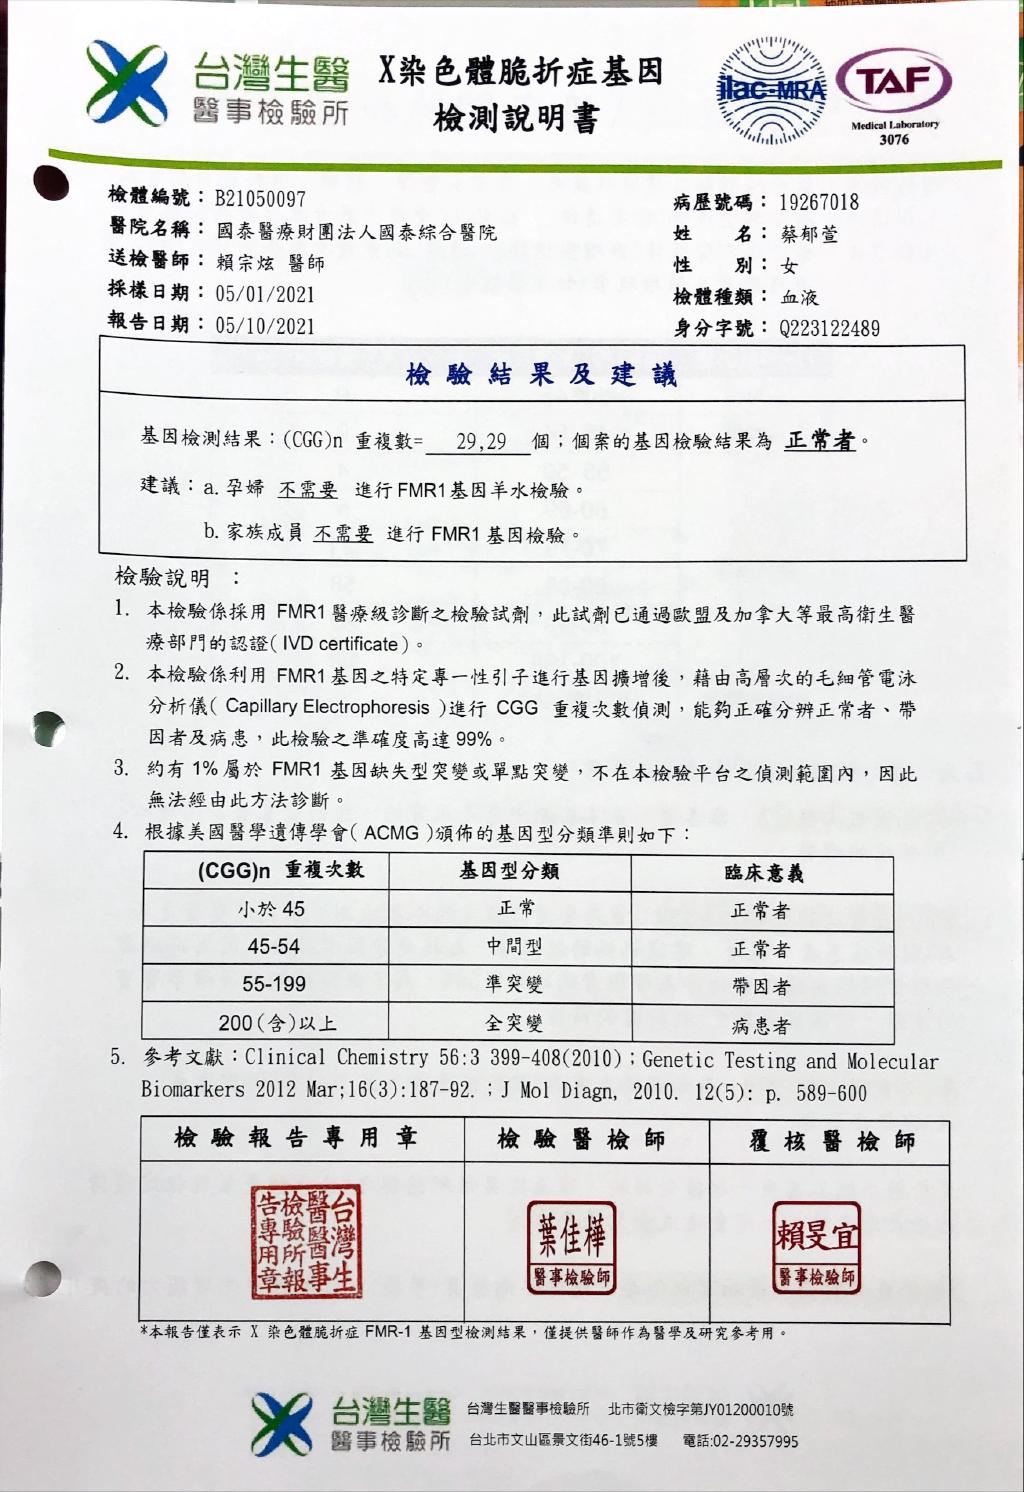 台灣生醫
醫事檢驗所
X染色體脆折症基因
檢測說明書
ilac-MRA
TAF
Medical Laboratory
3076
檢體編號：B21050097
醫院名稱：國泰醫療財團法人國泰綜合醫院
送檢醫師：賴宗炫 醫師
採樣日期：05/01/2021
報告日期：05/10/2021
病歷號碼：19267018
姓 名：蔡郁萱
性 別：女
檢體種類：血液
身分字號：Q223122489
檢驗結果及建議
基因檢測結果：(CGG)n 重複數= 29,29 個；個案的基因檢驗結果為 正常者。
建議：a. 孕婦 不需要 進行FMR1基因羊水檢驗。
b. 家族成員 不需要 進行 FMR1基因檢驗。
檢驗說明 ：
1. 本檢驗係採用 FMR1醫療級診斷之檢驗試劑，此試劑已通過歐盟及加拿大等最高衛生醫
療部門的認證(IVD certificate)。
2. 本檢驗係利用 FMR1基因之特定專一性引子進行基因擴增後，藉由高層次的毛細管電泳
分析儀( Capillary Electrophoresis )進行 CGG 重複次數偵測，能夠正確分辨正常者、帶
因者及病患，此檢驗之準確度高達99%。
3. 約有1%屬於 FMR1 基因缺失型突變或單點突變，不在本檢驗平台之偵測範圍內，因此
無法經由此方法診斷。
4. 根據美國醫學遺傳學會( ACMG )頒佈的基因型分類準則如下：
(CGG)n 重複次數 基因型分類 臨床意義
小於45 正常 正常者
45-54 中間型 正常者
55-199 準突變 帶因者
200(含)以上 全突變 病患者
5. 參考文獻：Clinical Chemistry 56:3 399-408(2010)；Genetic Testing and Molecular
Biomarkers 2012 Mar;16(3):187-92.；J Mol Diagn, 2010. 12(5): p. 589-600
檢驗報告專用章 檢驗醫檢師 覆核醫檢師
台灣生
醫醫事
檢驗所報
告專用章
葉佳樺
醫事檢驗師
賴旻宜
醫事檢驗師
*本報告僅表示 X 染色體脆折症 FMR-1 基因型檢測結果，僅提供醫師作為醫學及研究參考用。
台灣生醫
醫事檢驗所
台灣生醫醫事檢驗所 北市衛文檢字第JY01200010號
台北市文山區景文街46-1號5樓 電話:02-29357995